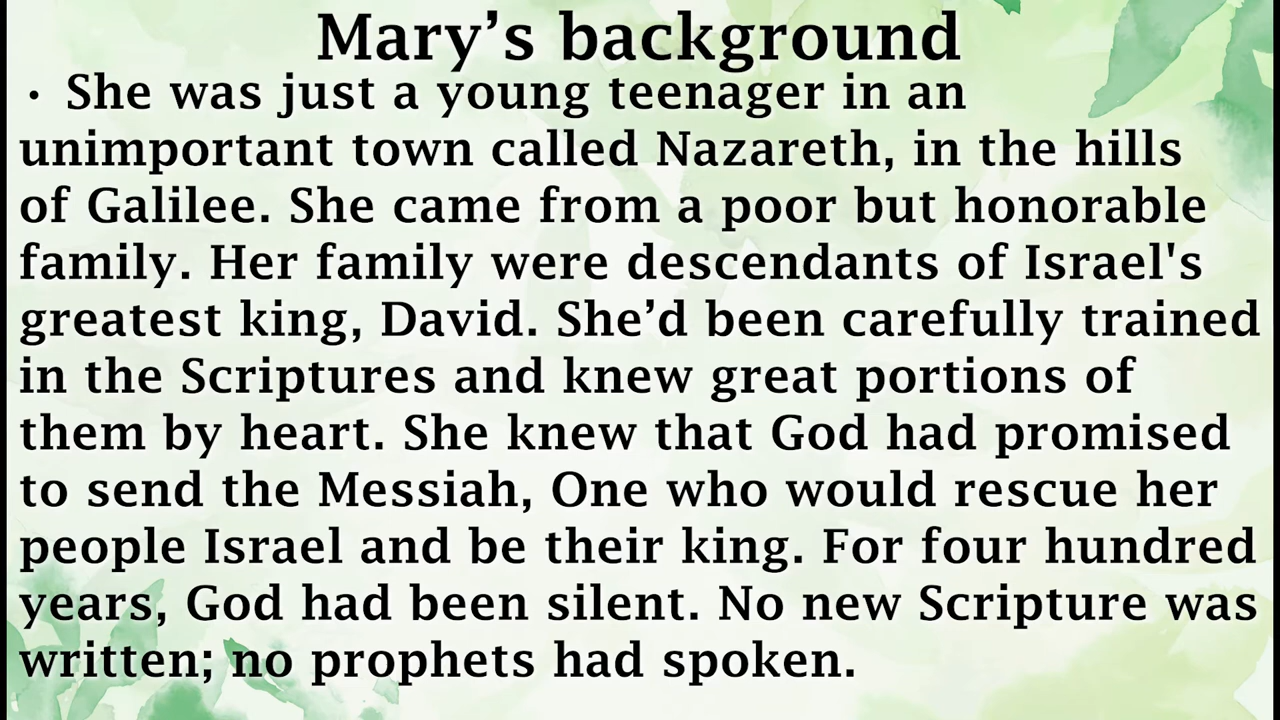 Mary’s background
· She was just a young teenager in an
unimportant town called Nazareth, in the hills
of Galilee. She came from a poor but honorable
family. Her family were descendants of Israel's
greatest king, David. She’d been carefully trained
in the Scriptures and knew great portions of
them by heart. She knew that God had promised
to send the Messiah, One who would rescue her
people Israel and be their king. For four hundred
years, God had been silent. No new Scripture was
written; no prophets had spoken.